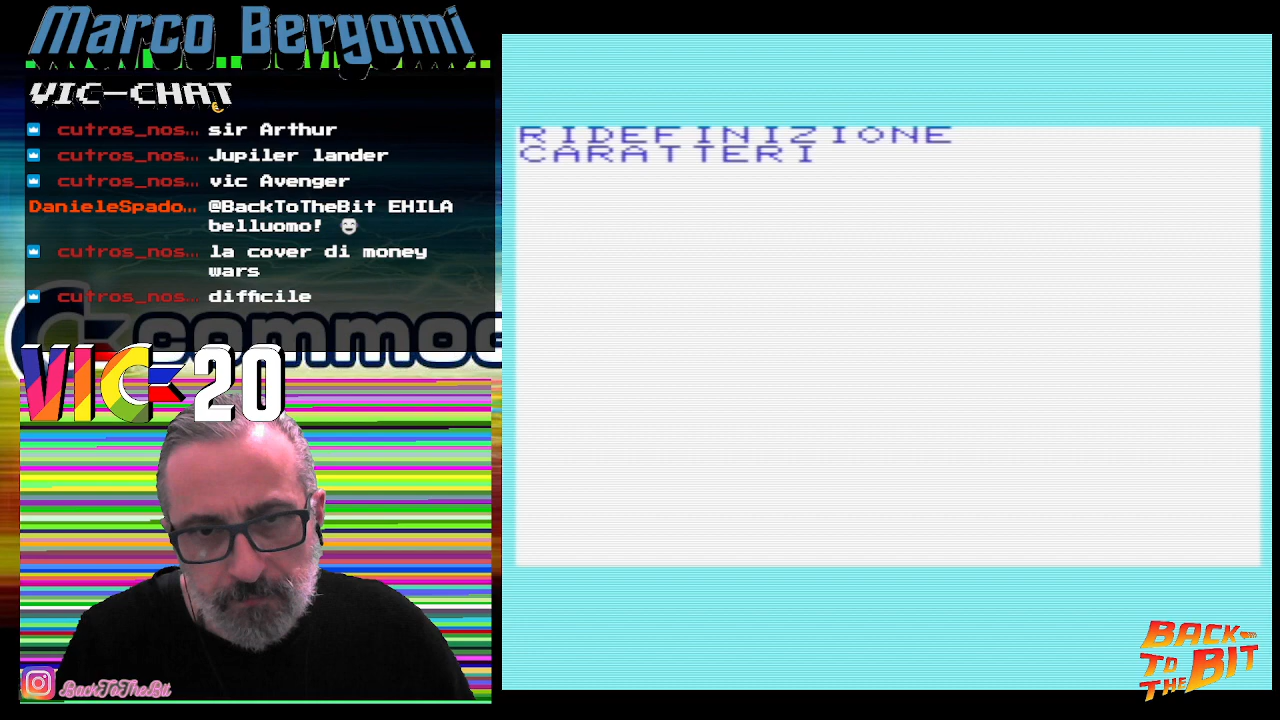 Marco Bergomi
VIC-CHAT
cutros_nos... sir Arthur
cutros_nos... Jupiler lander
cutros_nos... vic Avenger
DanieleSpado... @BackToTheBit EHILA
belluomo!
cutros_nos... la cover di money
wars
cutros_nos... difficile
commod
VIC-20
BackToTheBit
RIDEFINIZIONE
CARATTERI
BACK
TO THE BIT